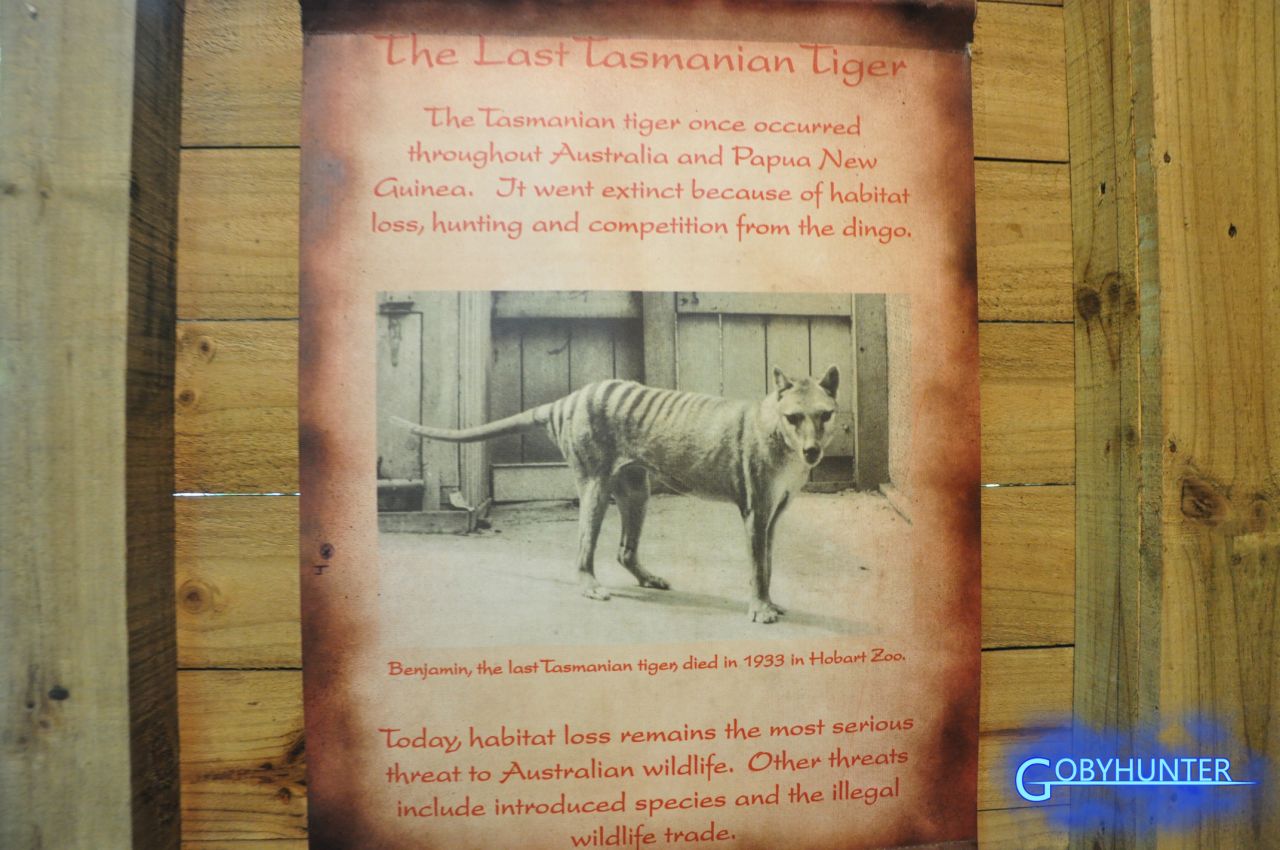 The Last Tasmanian Tiger
The Tasmanian tiger once occurred
throughout Australia and Papua New
Guinea. It went extinct because of habitat
loss, hunting and competition from the dingo.
Benjamin, the last Tasmanian tiger, died in 1933 in Hobart Zoo.
Today, habitat loss remains the most serious
threat to Australian wildlife. Other threats
include introduced species and the illegal
wildlife trade.
GOBYHUNTER